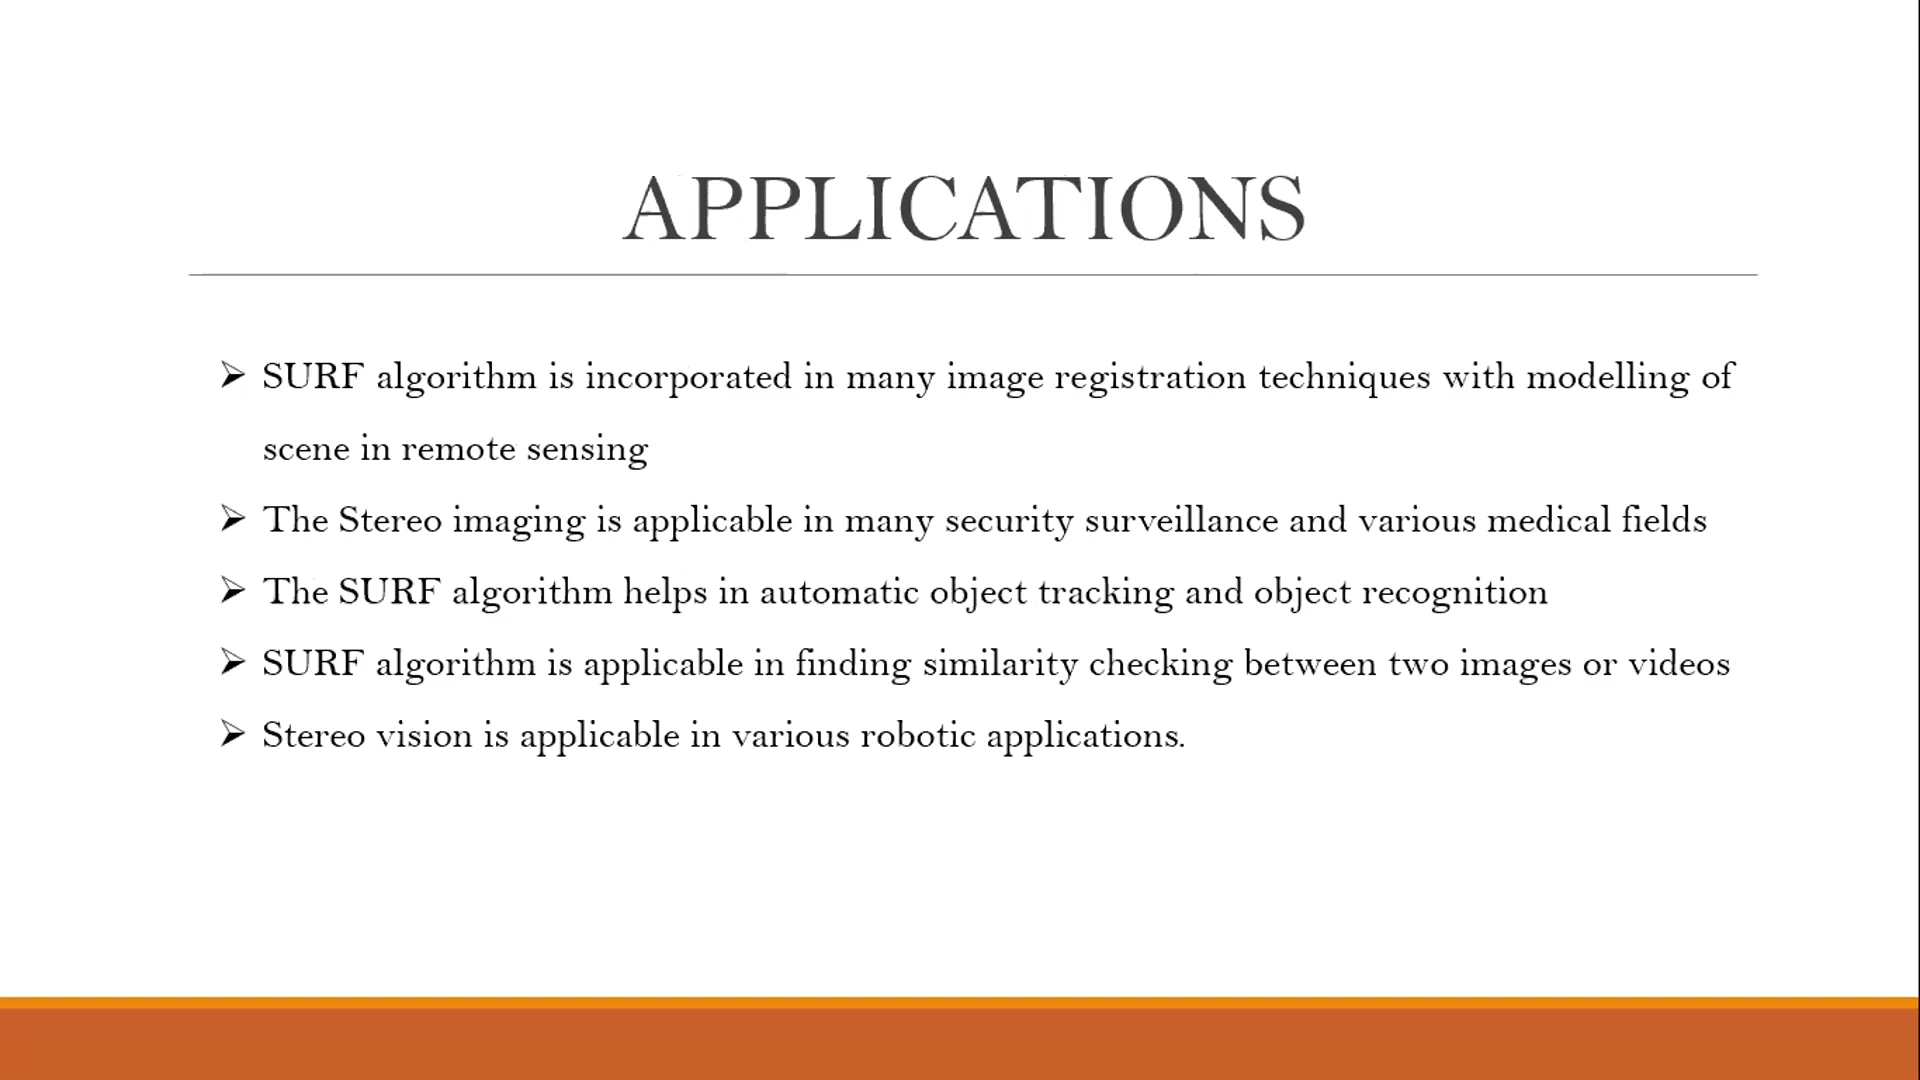 APPLICATIONS
➢ SURF algorithm is incorporated in many image registration techniques with modelling of
scene in remote sensing
➢ The Stereo imaging is applicable in many security surveillance and various medical fields
➢ The SURF algorithm helps in automatic object tracking and object recognition
➢ SURF algorithm is applicable in finding similarity checking between two images or videos
➢ Stereo vision is applicable in various robotic applications.